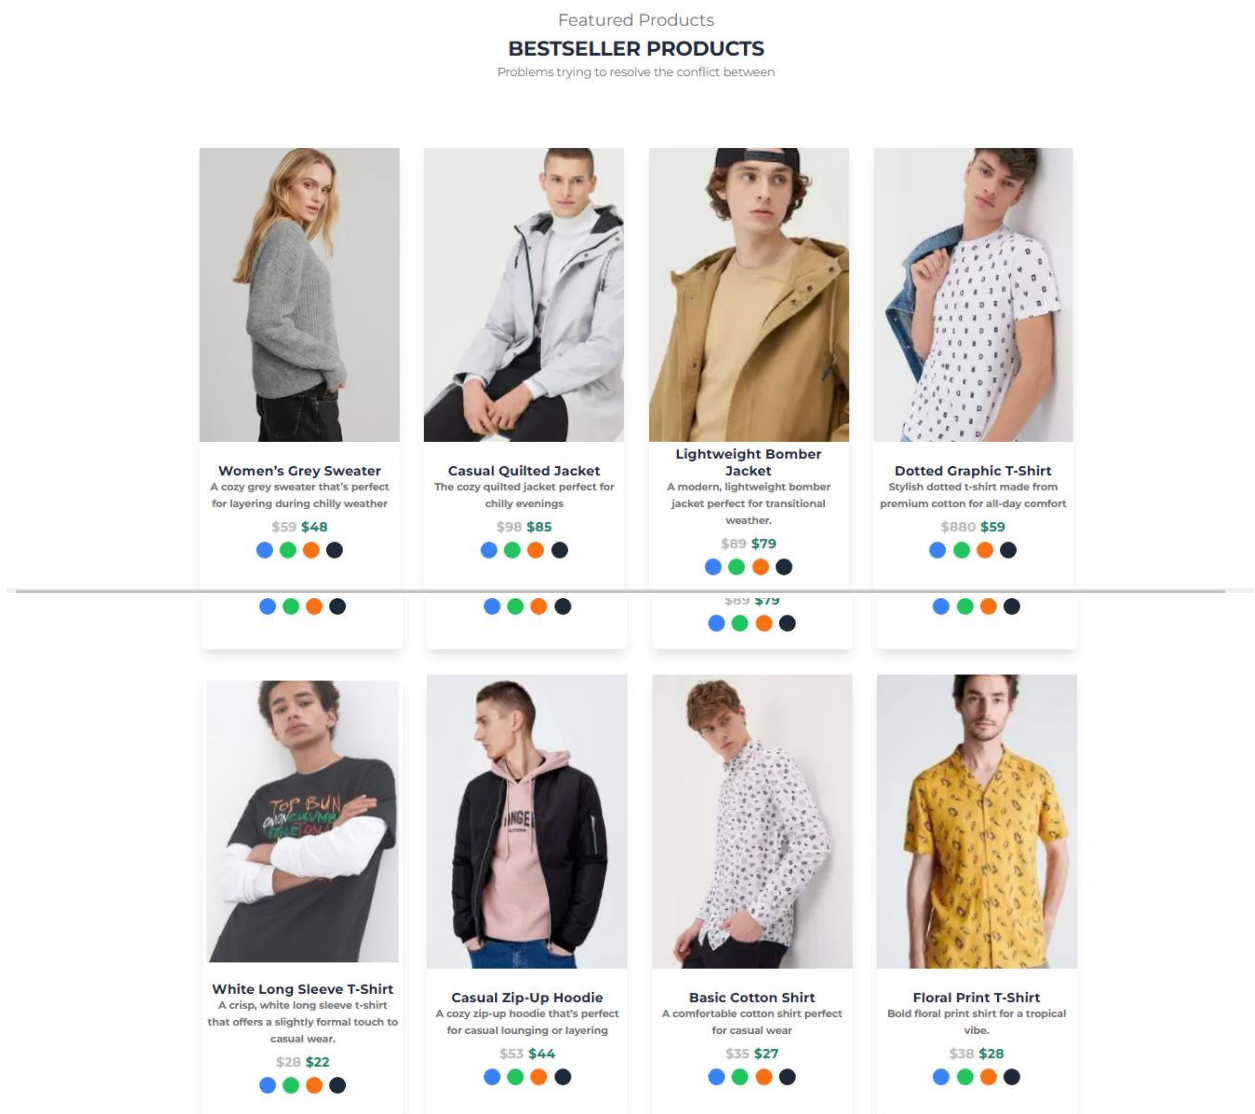 Featured Products
BESTSELLER PRODUCTS
Problems trying to resolve the conflict between
Women's Grey Sweater
A cozy grey sweater that's perfect
for layering during chilly weather
$59 $48
Casual Quilted Jacket
The cozy quilted jacket perfect for
chilly evenings
$98 $85
Lightweight Bomber
Jacket
A modern, lightweight bomber
jacket perfect for transitional
weather.
$89 $79
Dotted Graphic T-Shirt
Stylish dotted t-shirt made from
premium cotton for all-day comfort
$880 $59
$89 $79
TOP BUN
White Long Sleeve T-Shirt
A crisp, white long sleeve t-shirt
that offers a slightly formal touch to
casual wear.
$28 $22
Casual Zip-Up Hoodie
A cozy zip-up hoodie that's perfect
for casual lounging or layering
$53 $44
Basic Cotton Shirt
A comfortable cotton shirt perfect
for casual wear
$35 $27
Floral Print T-Shirt
Bold floral print shirt for a tropical
vibe.
$38 $28